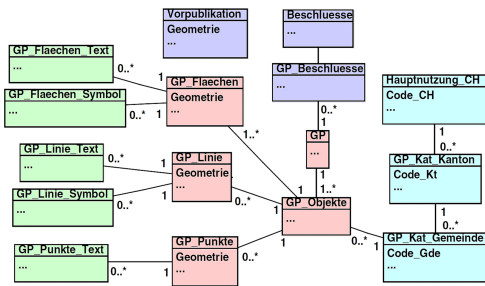 Vorpublikation
Geometrie
...
Beschluesse
...
GP_Flaechen_Text
...
0..*
1
GP_Flaechen_Symbol
...
0..*
1
GP_Flaechen
Geometrie
...
1..*
1
GP_Beschluesse
...
0..*
1
GP
...
1
1..*
Hauptnutzung_CH
Code_CH
...
1
0..*
GP_Kat_Kanton
Code_Kt
...
1
0..*
GP_Linie_Text
...
0..*
1
GP_Linie_Symbol
...
0..*
1
GP_Linie
Geometrie
...
0..*
1
GP_Objekte
...
0..*
1
GP_Kat_Gemeinde
Code_Gde
...
GP_Punkte_Text
...
0..*
1
GP_Punkte
Geometrie
...
0..*
1